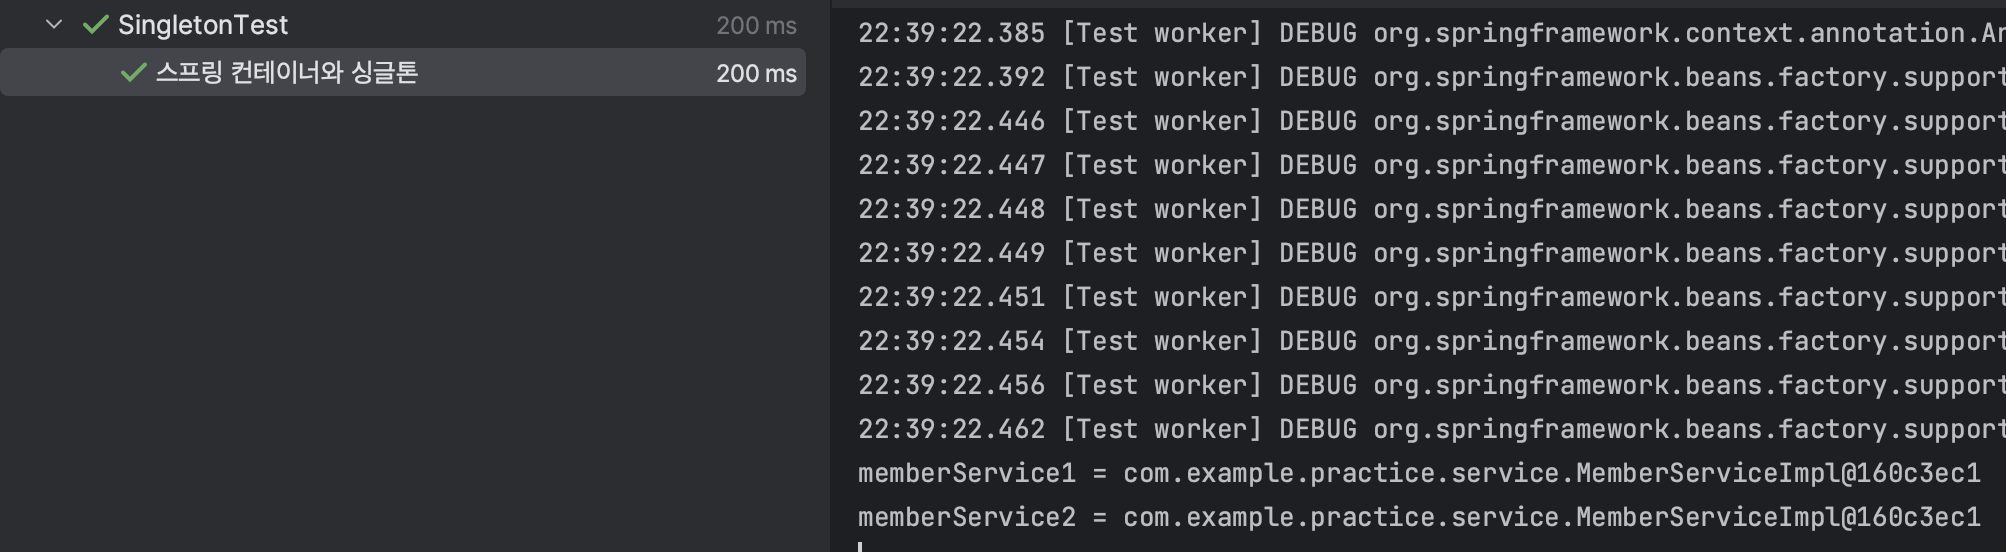 SingletonTest 200 ms
스프링 컨테이너와 싱글톤 200 ms
22:39:22.385 [Test worker] DEBUG org.springframework.context.annotation.An
22:39:22.392 [Test worker] DEBUG org.springframework.beans.factory.support
22:39:22.446 [Test worker] DEBUG org.springframework.beans.factory.support
22:39:22.447 [Test worker] DEBUG org.springframework.beans.factory.support
22:39:22.448 [Test worker] DEBUG org.springframework.beans.factory.support
22:39:22.449 [Test worker] DEBUG org.springframework.beans.factory.support
22:39:22.451 [Test worker] DEBUG org.springframework.beans.factory.support
22:39:22.454 [Test worker] DEBUG org.springframework.beans.factory.support
22:39:22.456 [Test worker] DEBUG org.springframework.beans.factory.support
22:39:22.462 [Test worker] DEBUG org.springframework.beans.factory.support
memberService1 = com.example.practice.service.MemberServiceImpl@160c3ec1
memberService2 = com.example.practice.service.MemberServiceImpl@160c3ec1